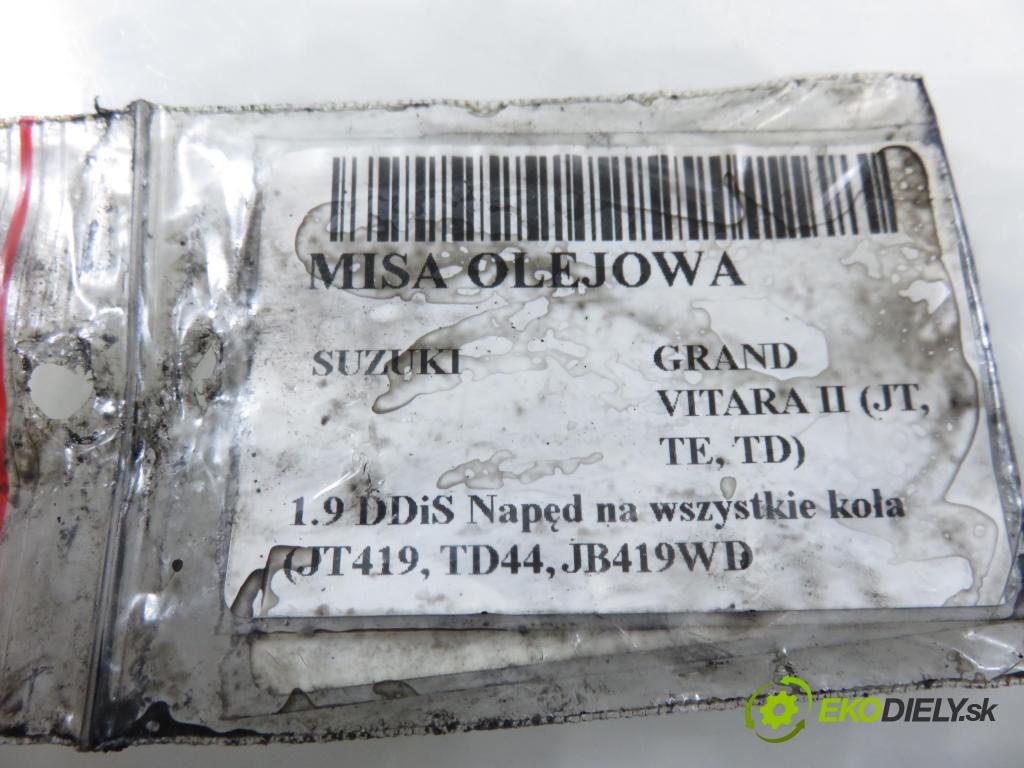 MISA OLEJOWA
SUZUKI
GRAND
VITARA II (JT,
TE, TD)
1.9 DDiS Napęd na wszystkie koła
(JT419, TD44, JB419WD
EKODIELY.sk